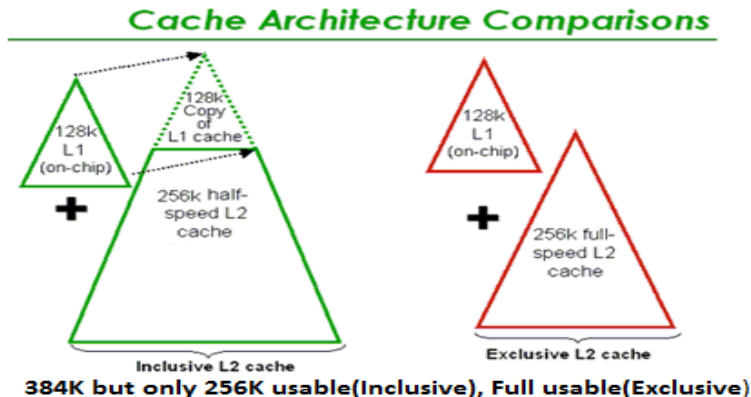 Cache Architecture Comparisons
128k
L1
(on-chip)
+
128k
Copy
of
L1 cache
256k half-
speed L2
cache
Inclusive L2 cache
128k
L1
(on-chip)
+
256k full-
speed L2
cache
Exclusive L2 cache
384K but only 256K usable(Inclusive), Full usable(Exclusive)